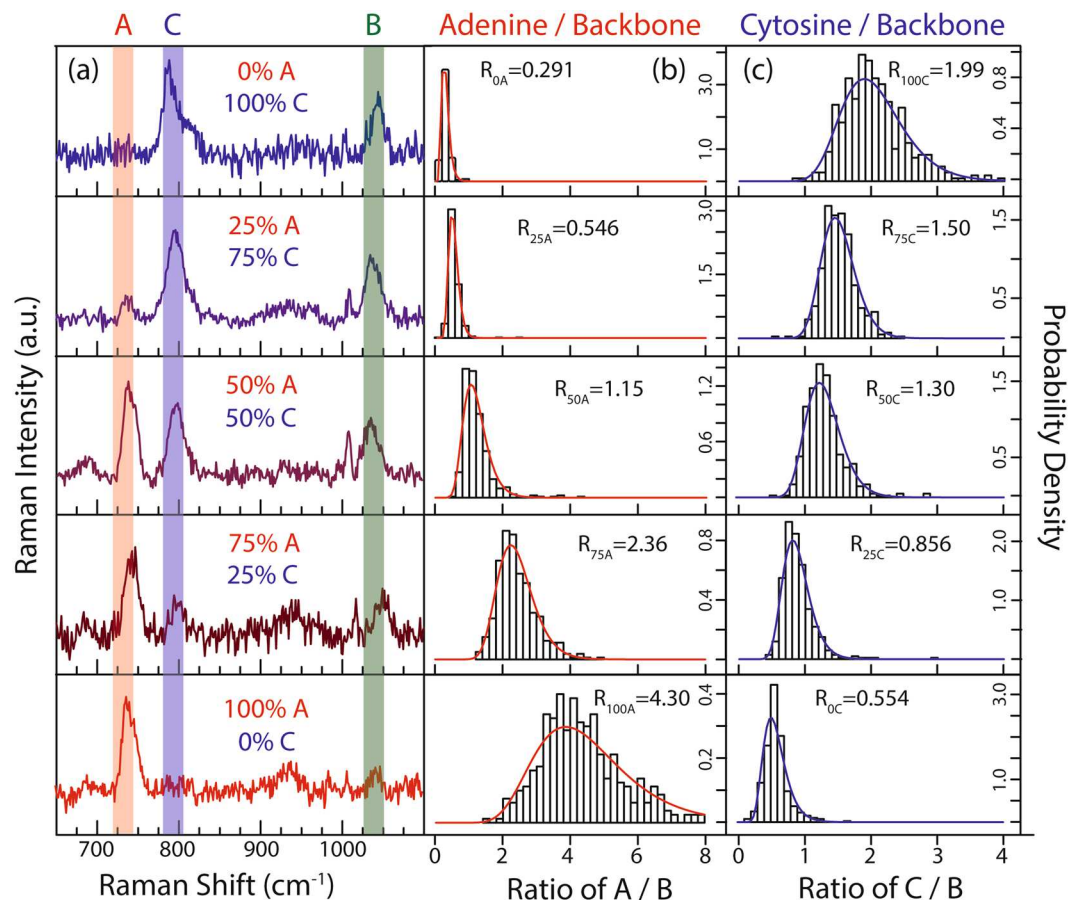 A C B Adenine / Backbone Cytosine / Backbone
(a) (b) (c)
0% A
100% C
R0A=0.291
R100C=1.99
3.0
1.0
0.8
0.4
25% A
75% C
R25A=0.546
R75C=1.50
3.0
1.5
1.5
0.5
50% A
50% C
R50A=1.15
R50C=1.30
1.2
0.6
1.5
0.5
75% A
25% C
R75A=2.36
R25C=0.856
0.8
0.4
2.0
1.0
100% A
0% C
R100A=4.30
R0C=0.554
0.4
0.2
3.0
1.0
Raman Intensity (a.u.)
Probability Density
700 800 900 1000
0 2 4 6 8
0 1 2 3 4
Raman Shift (cm-1)
Ratio of A / B
Ratio of C / B